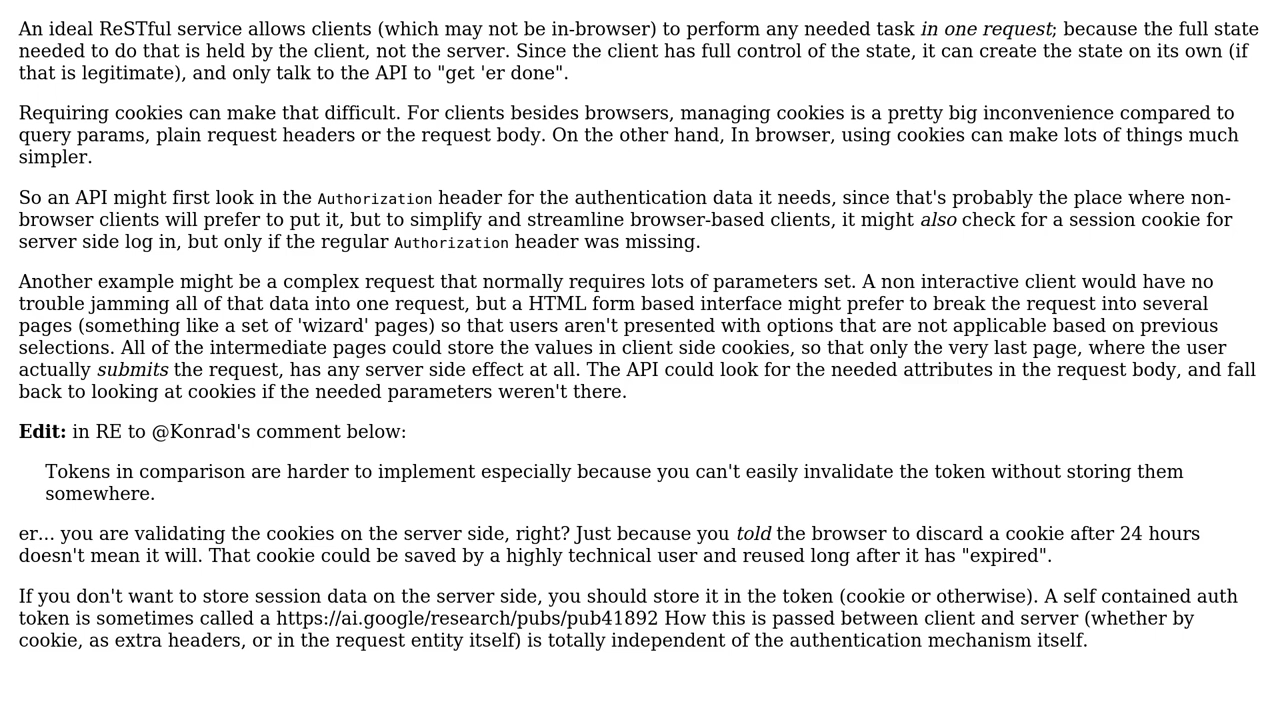 An ideal ReSTful service allows clients (which may not be in-browser) to perform any needed task in one request; because the full state
needed to do that is held by the client, not the server. Since the client has full control of the state, it can create the state on its own (if
that is legitimate), and only talk to the API to "get 'er done".
Requiring cookies can make that difficult. For clients besides browsers, managing cookies is a pretty big inconvenience compared to
query params, plain request headers or the request body. On the other hand, In browser, using cookies can make lots of things much
simpler.
So an API might first look in the Authorization header for the authentication data it needs, since that's probably the place where non-
browser clients will prefer to put it, but to simplify and streamline browser-based clients, it might also check for a session cookie for
server side log in, but only if the regular Authorization header was missing.
Another example might be a complex request that normally requires lots of parameters set. A non interactive client would have no
trouble jamming all of that data into one request, but a HTML form based interface might prefer to break the request into several
pages (something like a set of 'wizard' pages) so that users aren't presented with options that are not applicable based on previous
selections. All of the intermediate pages could store the values in client side cookies, so that only the very last page, where the user
actually submits the request, has any server side effect at all. The API could look for the needed attributes in the request body, and fall
back to looking at cookies if the needed parameters weren't there.
Edit: in RE to @Konrad's comment below:
Tokens in comparison are harder to implement especially because you can't easily invalidate the token without storing them
somewhere.
er... you are validating the cookies on the server side, right? Just because you told the browser to discard a cookie after 24 hours
doesn't mean it will. That cookie could be saved by a highly technical user and reused long after it has "expired".
If you don't want to store session data on the server side, you should store it in the token (cookie or otherwise). A self contained auth
token is sometimes called a https://ai.google/research/pubs/pub41892 How this is passed between client and server (whether by
cookie, as extra headers, or in the request entity itself) is totally independent of the authentication mechanism itself.